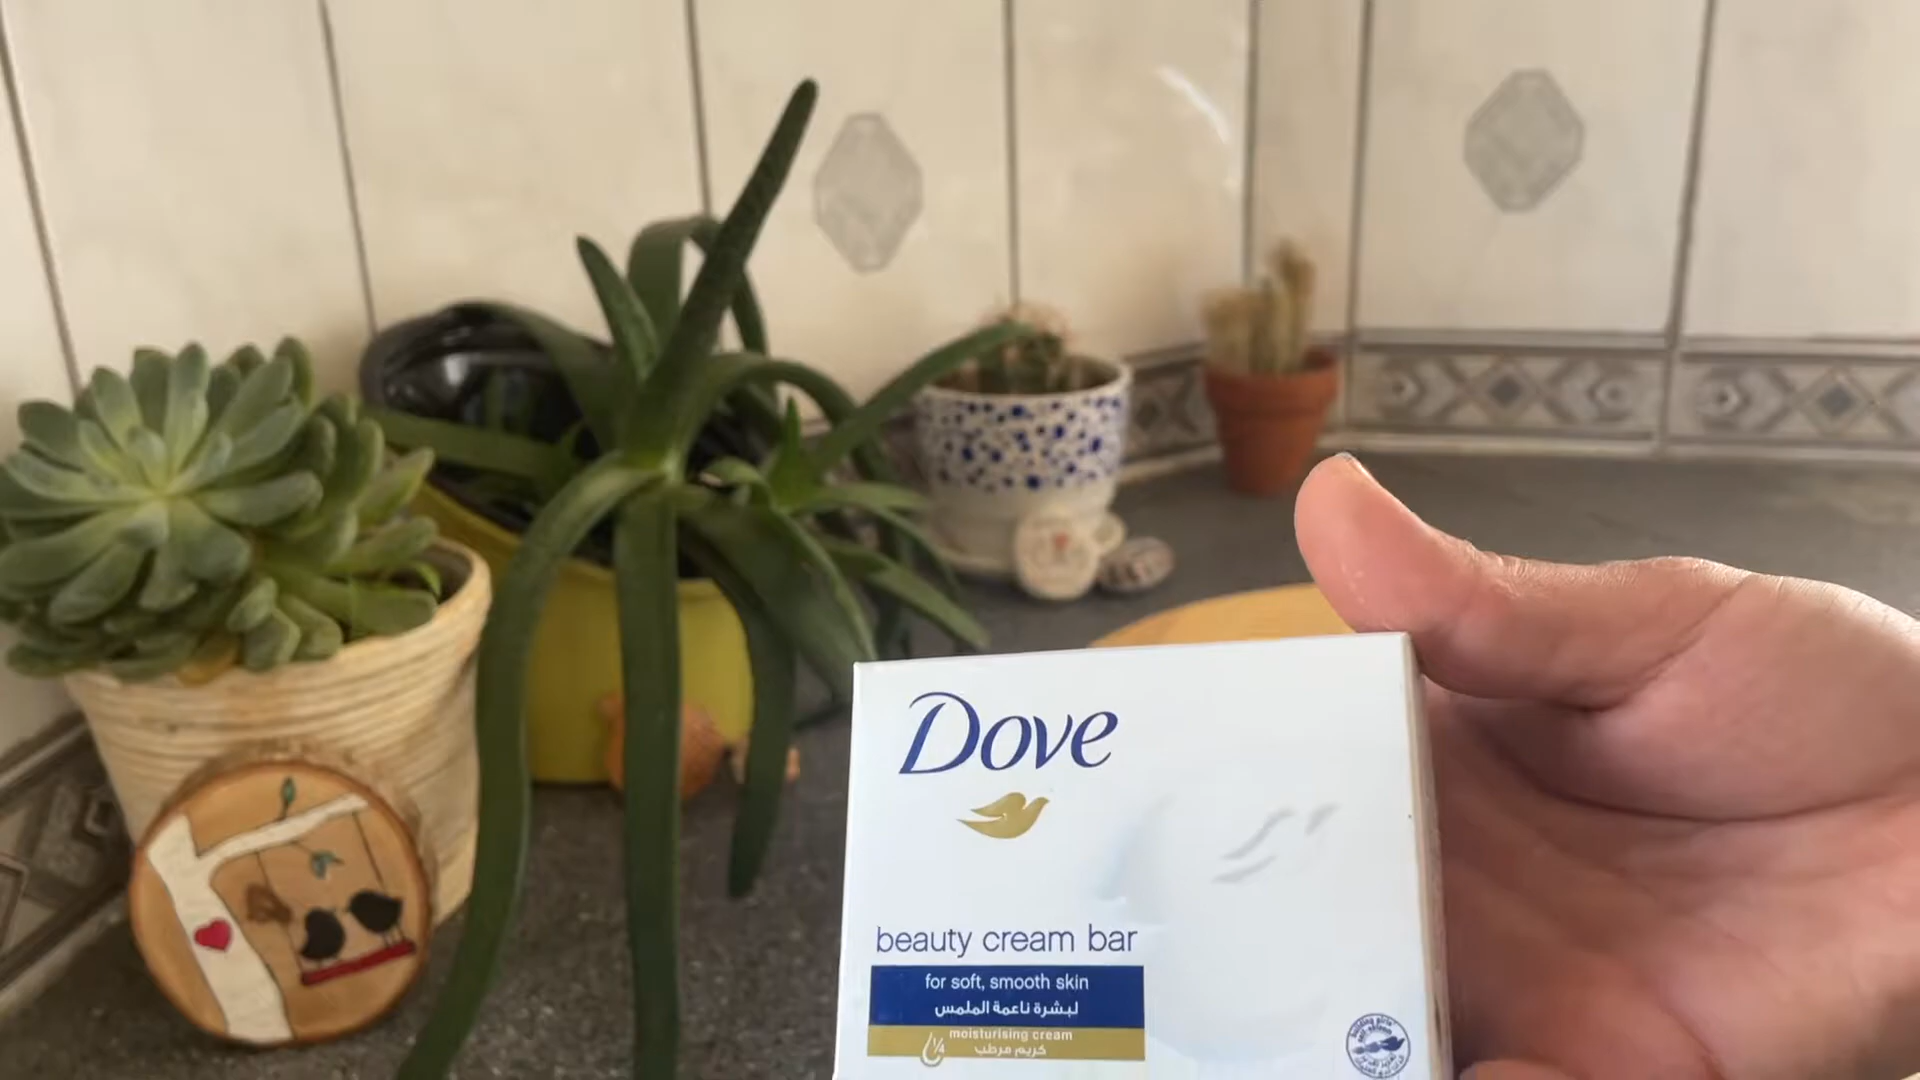 Dove
beauty cream bar
for soft, smooth skin
لبشرة ناعمة الملمس
1/4 moisturising cream
كريم مرطب